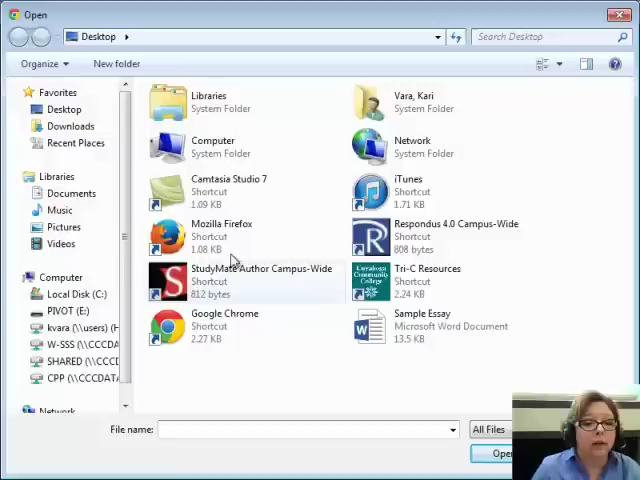 Open
Desktop
Search Desktop
Organize
New folder
Favorites
Desktop
Downloads
Recent Places
Libraries
Documents
Music
Pictures
Videos
Computer
Local Disk (C:)
PIVOT (E:)
kvara (\\users) (H
W-SSS (\\CCCDA
SHARED (\\CCCD
CPP (\\CCCDATA
Network
Libraries
System Folder
Vara, Kari
System Folder
Computer
System Folder
Network
System Folder
Camtasia Studio 7
Shortcut
1.09 KB
iTunes
Shortcut
1.71 KB
Mozilla Firefox
Shortcut
1.08 KB
Respondus 4.0 Campus-Wide
Shortcut
808 bytes
StudyMate Author Campus-Wide
Shortcut
812 bytes
Cuyahoga
Community
College
Tri-C Resources
Shortcut
2.24 KB
Google Chrome
Shortcut
2.27 KB
Sample Essay
Microsoft Word Document
13.5 KB
File name:
All Files
Open